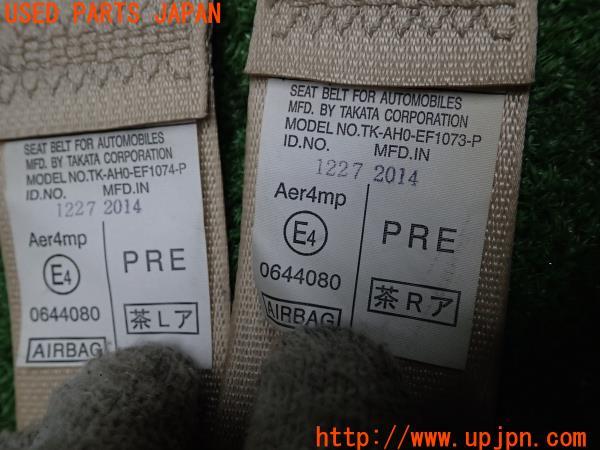 USED PARTS JAPAN
SEAT BELT FOR AUTOMOBILES
MFD. BY TAKATA CORPORATION
MODEL NO.TK-AH0-EF1074-P
ID.NO. MFD.IN
1227 2014
Aer4mp
E4
0644080
AIRBAG
PRE
茶Lア
SEAT BELT FOR AUTOMOBILES
MFD. BY TAKATA CORPORATION
MODEL NO.TK-AH0-EF1073-P
ID.NO. MFD.IN
1227 2014
Aer4mp
E4
0644080
AIRBAG
PRE
茶Rア
http://www.upjpn.com/